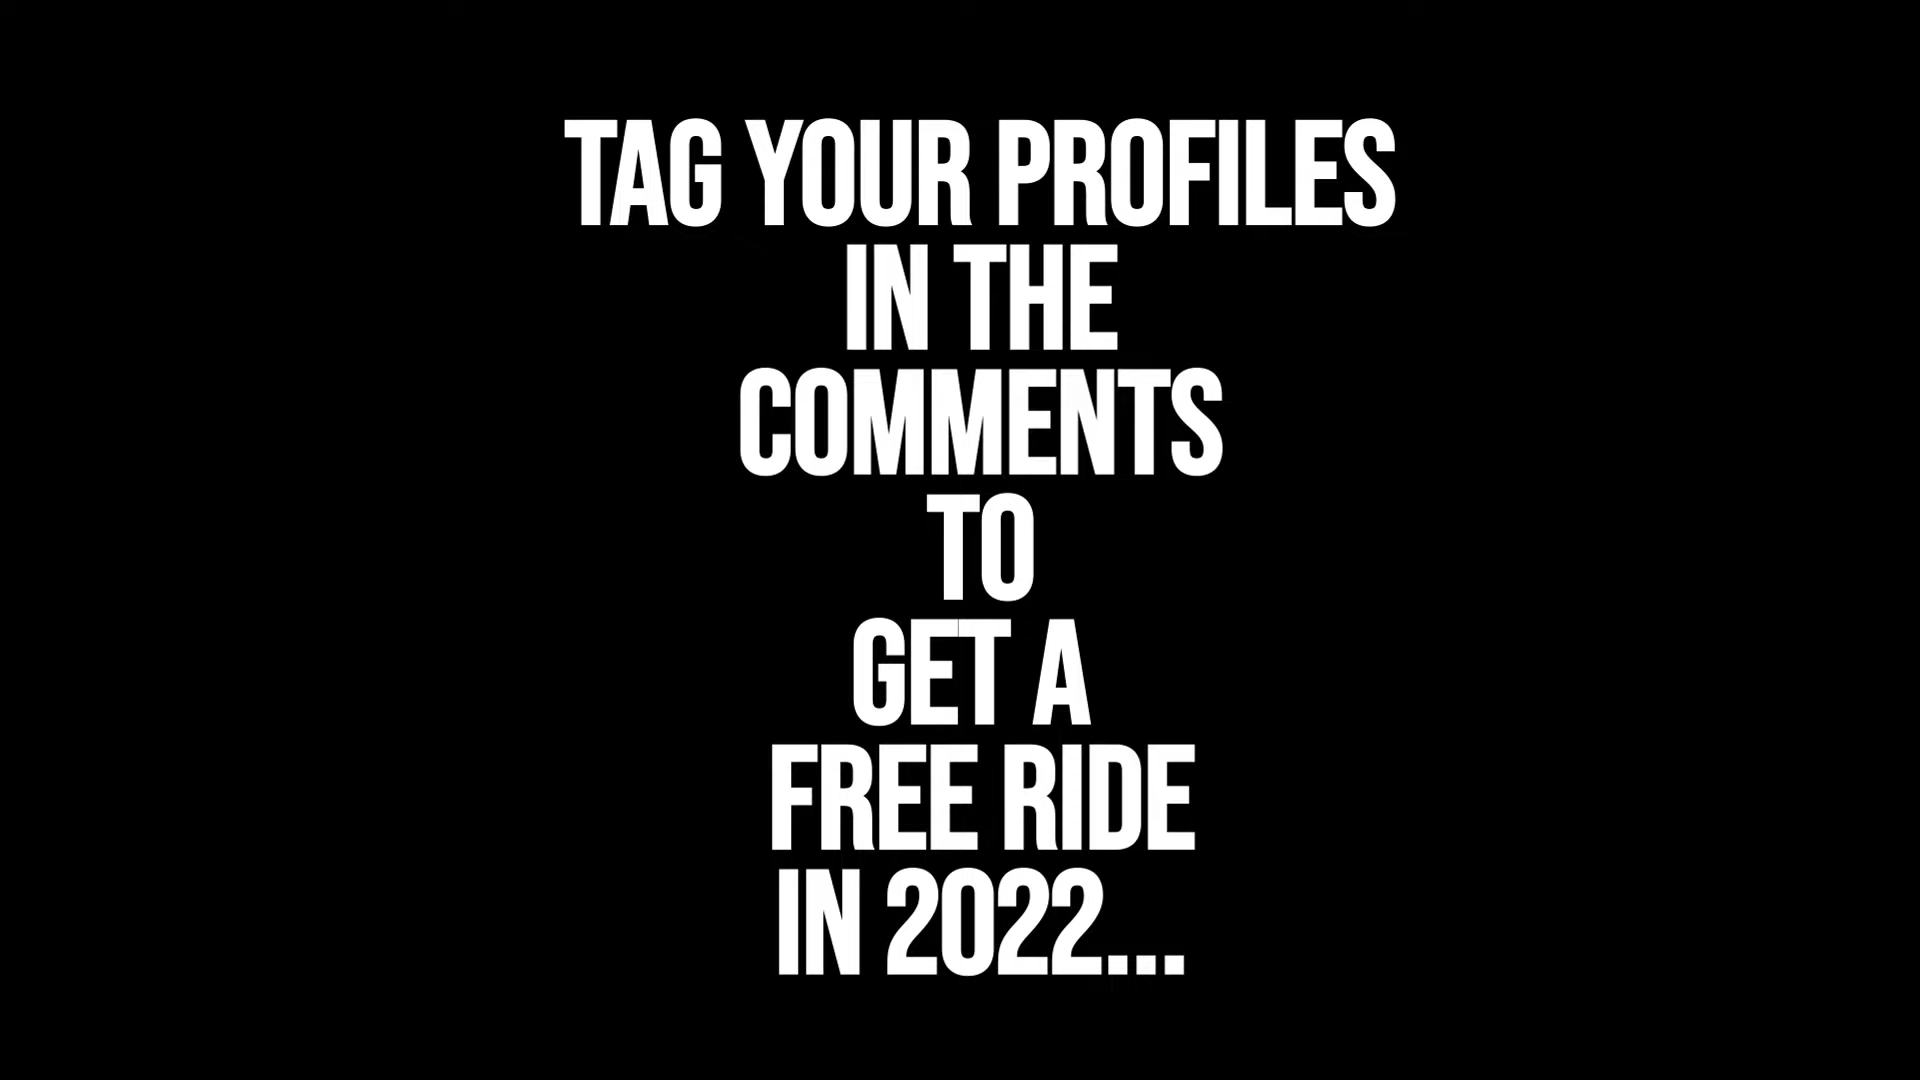 TAG YOUR PROFILES
IN THE
COMMENTS
TO
GET A
FREE RIDE
IN 2022...